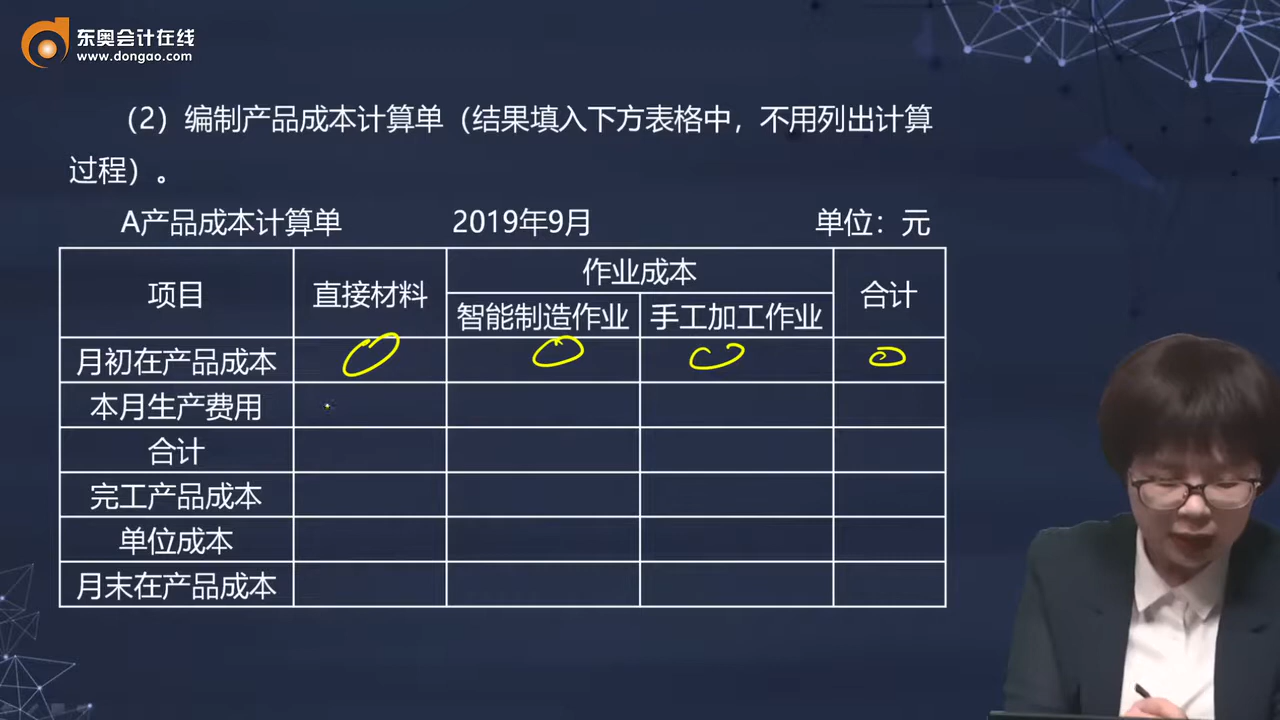 东奥会计在线
www.dongao.com
（2）编制产品成本计算单（结果填入下方表格中，不用列出计算
过程）。
A产品成本计算单 2019年9月 单位：元
项目 直接材料 作业成本 合计
智能制造作业 手工加工作业
月初在产品成本 0 0 0 0
本月生产费用
合计
完工产品成本
单位成本
月末在产品成本